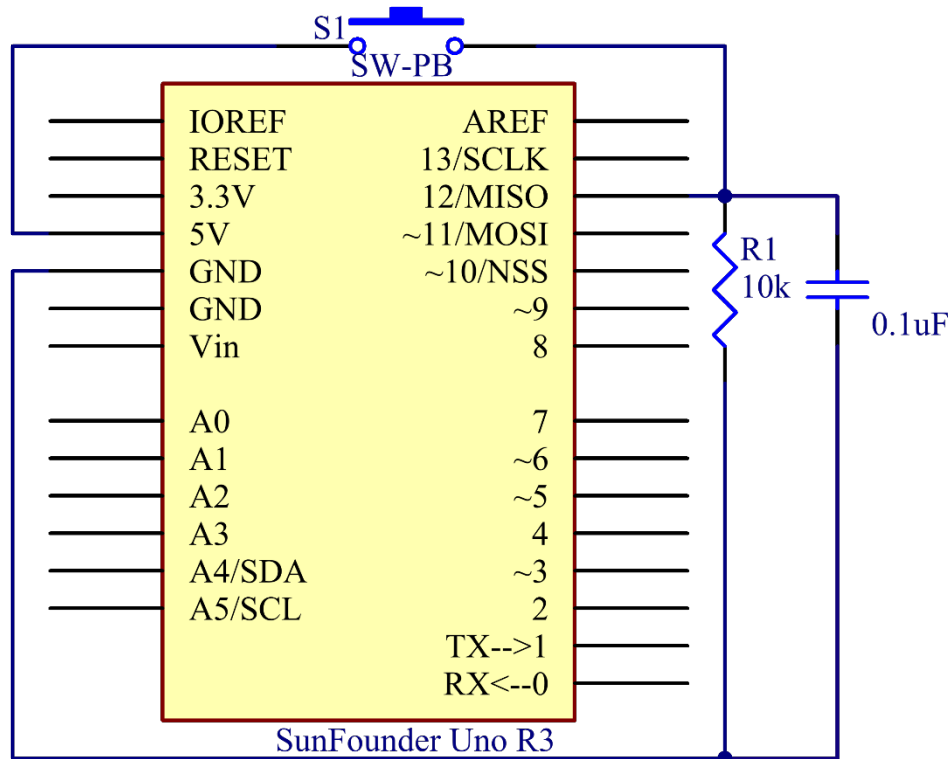 S1
SW-PB
IOREF
RESET
3.3V
5V
GND
GND
Vin
A0
A1
A2
A3
A4/SDA
A5/SCL
AREF
13/SCLK
12/MISO
~11/MOSI
~10/NSS
~9
8
7
~6
~5
4
~3
2
TX-->1
RX<--0
R1
10k
0.1uF
SunFounder Uno R3